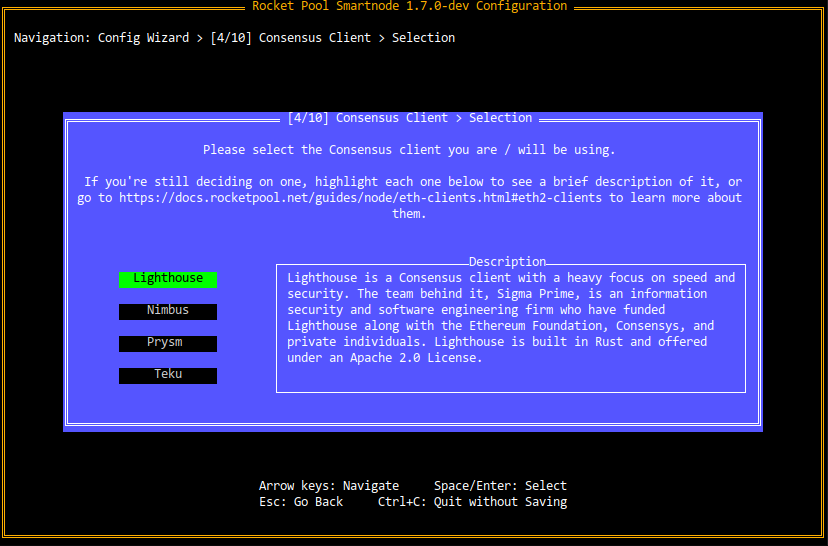 Rocket Pool Smartnode 1.7.0-dev Configuration
Navigation: Config Wizard > [4/10] Consensus Client > Selection
[4/10] Consensus Client > Selection
Please select the Consensus client you are / will be using.
If you're still deciding on one, highlight each one below to see a brief description of it, or
go to https://docs.rocketpool.net/guides/node/eth-clients.html#eth2-clients to learn more about
them.
Lighthouse
Nimbus
Prysm
Teku
Description
Lighthouse is a Consensus client with a heavy focus on speed and
security. The team behind it, Sigma Prime, is an information
security and software engineering firm who have funded
Lighthouse along with the Ethereum Foundation, Consensys, and
private individuals. Lighthouse is built in Rust and offered
under an Apache 2.0 License.
Arrow keys: Navigate     Space/Enter: Select
Esc: Go Back     Ctrl+C: Quit without Saving